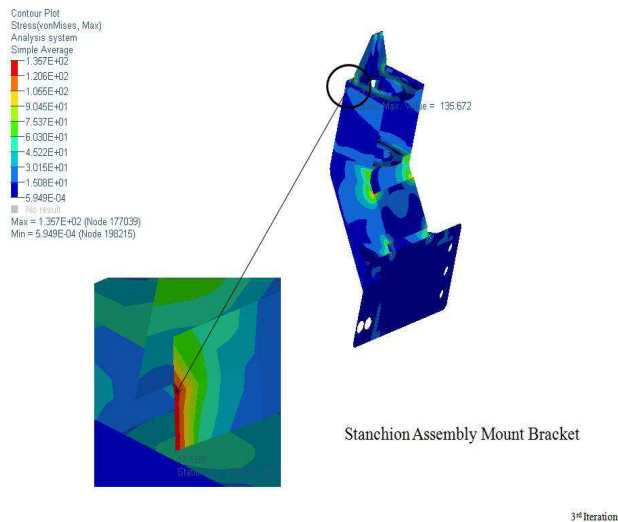 Contour Plot
Stress(vonMises, Max)
Analysis system
Simple Average
1.357E+02
1.206E+02
1.055E+02
9.045E+01
7.537E+01
6.030E+01
4.522E+01
3.015E+01
1.508E+01
5.949E-04
No result
Max = 1.357E+02 (Node 177039)
Min = 5.949E-04 (Node 198215)
Max Value = 135.672
177039
Stanchion Assembly Mount Bracket
3rd Iteration